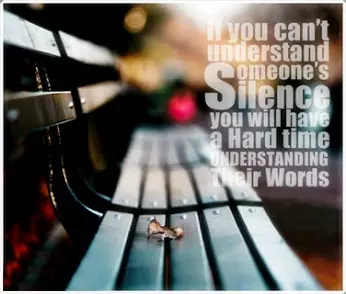 If you can't
understand
Someone's
Silence
you will have
a Hard time
UNDERSTANDING
Their Words